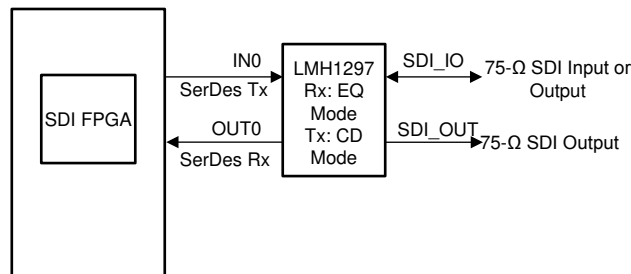 SDI FPGA
IN0
SerDes Tx
OUT0
SerDes Rx
LMH1297
Rx: EQ
Mode
Tx: CD
Mode
SDI_IO
75-Ω SDI Input or
Output
SDI_OUT
75-Ω SDI Output